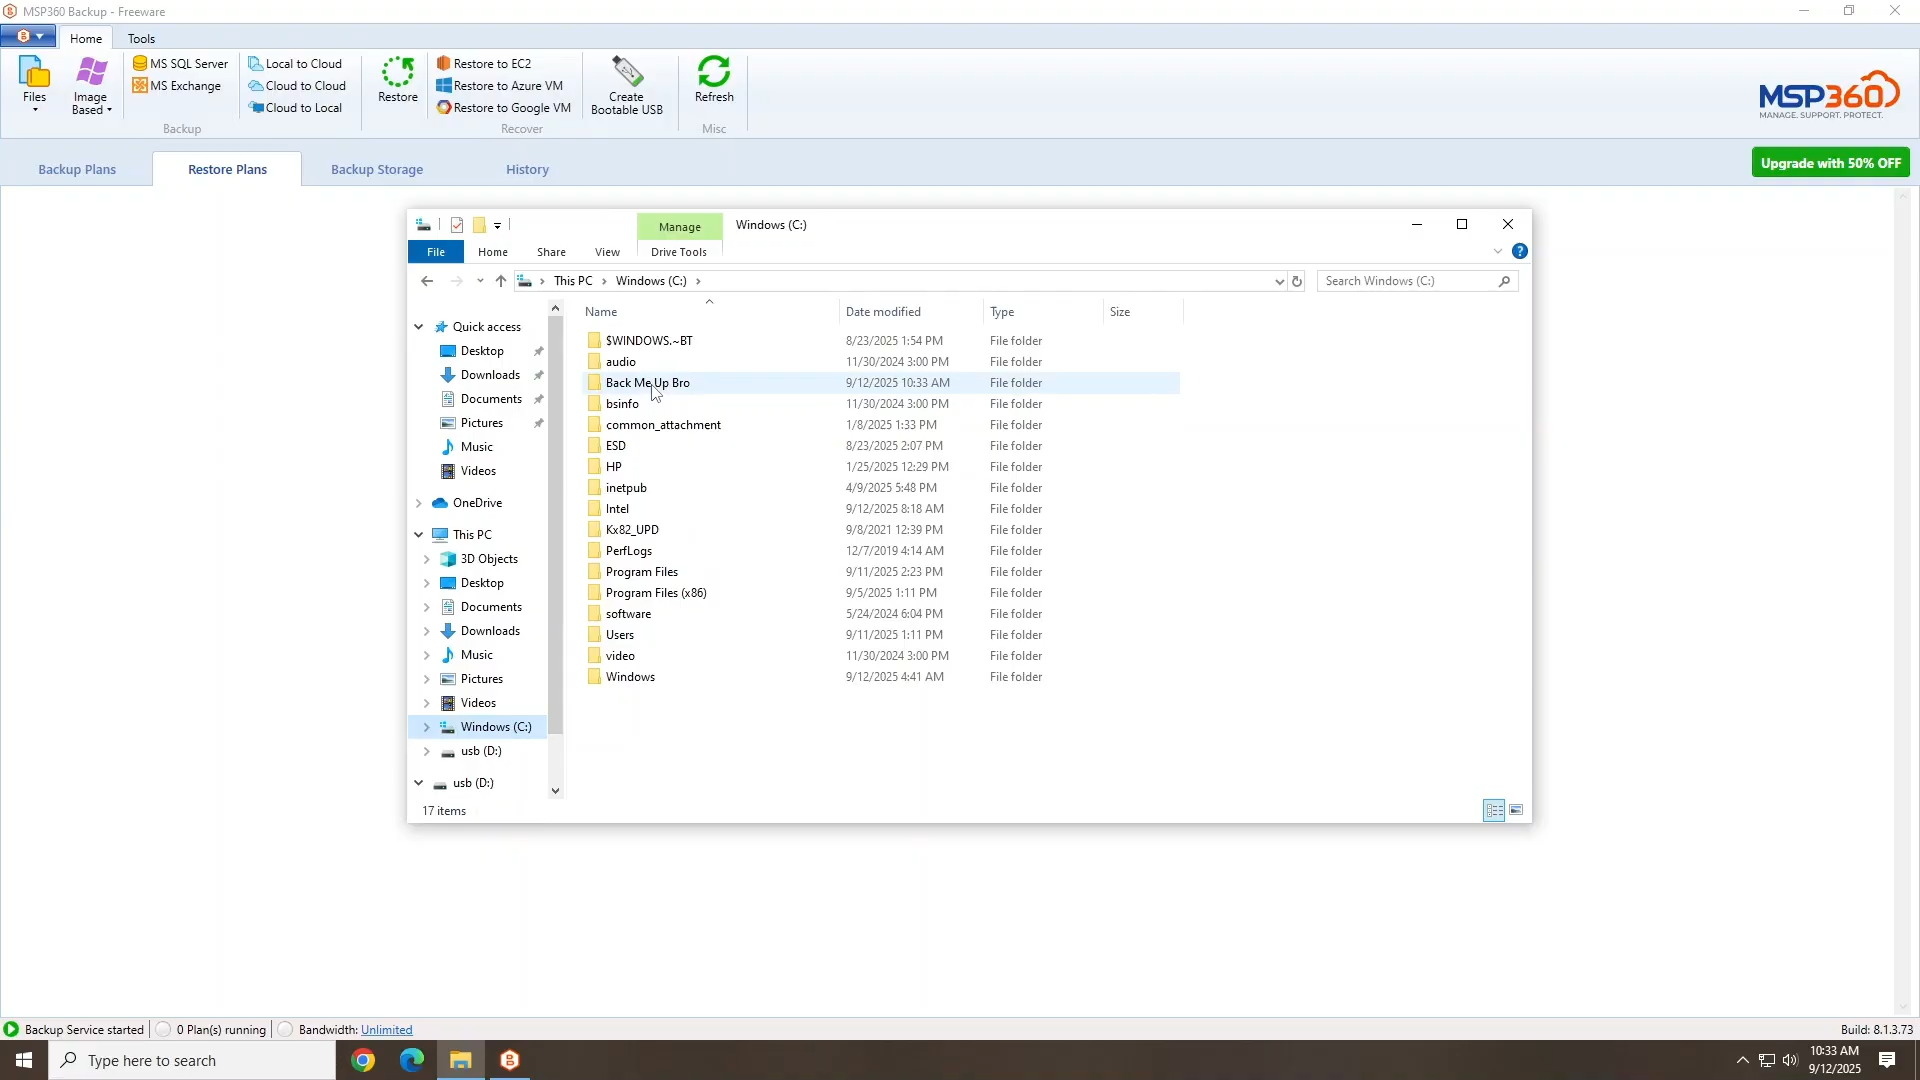 MSP360 Backup - Freeware
Home
Tools
Files
Image
Based
MS SQL Server
MS Exchange
Local to Cloud
Cloud to Cloud
Cloud to Local
Backup
Restore
Restore to EC2
Restore to Azure VM
Restore to Google VM
Recover
Create
Bootable USB
Refresh
Misc
MSP360
MANAGE. SUPPORT. PROTECT.
Backup Plans
Restore Plans
Backup Storage
History
Upgrade with 50% OFF
Manage
Windows (C:)
File
Home
Share
View
Drive Tools
This PC
Windows (C:)
Search Windows (C:)
Name Date modified Type Size
Quick access
Desktop
Downloads
Documents
Pictures
Music
Videos
OneDrive
This PC
3D Objects
Desktop
Documents
Downloads
Music
Pictures
Videos
Windows (C:)
usb (D:)
usb (D:)
$WINDOWS.~BT 8/23/2025 1:54 PM File folder
audio 11/30/2024 3:00 PM File folder
Back Me Up Bro 9/12/2025 10:33 AM File folder
bsinfo 11/30/2024 3:00 PM File folder
common_attachment 1/8/2025 1:33 PM File folder
ESD 8/23/2025 2:07 PM File folder
HP 1/25/2025 12:29 PM File folder
inetpub 4/9/2025 5:48 PM File folder
Intel 9/12/2025 8:18 AM File folder
Kx82_UPD 9/8/2021 12:39 PM File folder
PerfLogs 12/7/2019 4:14 AM File folder
Program Files 9/11/2025 2:23 PM File folder
Program Files (x86) 9/5/2025 1:11 PM File folder
software 5/24/2024 6:04 PM File folder
Users 9/11/2025 1:11 PM File folder
video 11/30/2024 3:00 PM File folder
Windows 9/12/2025 4:41 AM File folder
17 items
Backup Service started
0 Plan(s) running
Bandwidth: Unlimited
Build: 8.1.3.73
Type here to search
10:33 AM
9/12/2025